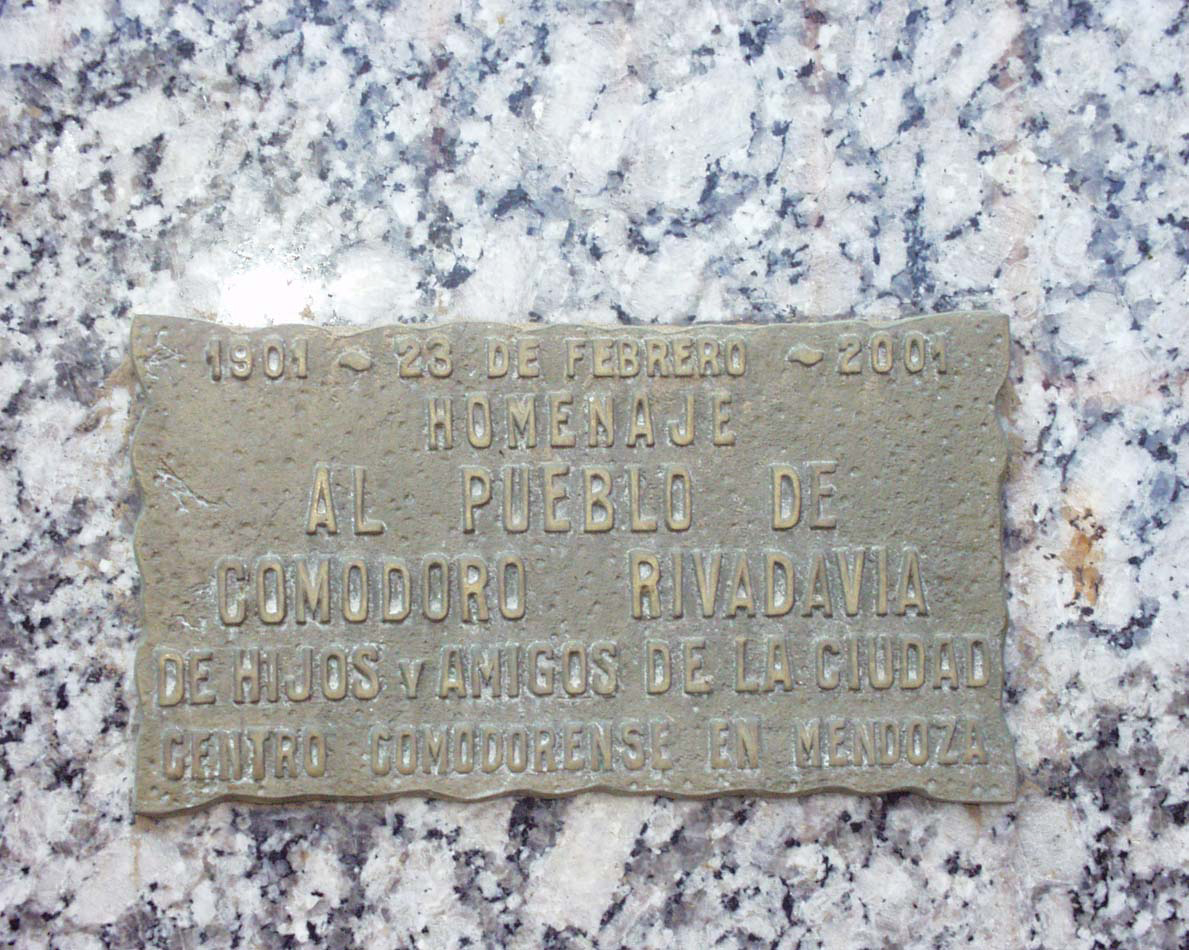 1901 ~ 23 DE FEBRERO ~ 2001
HOMENAJE
AL PUEBLO DE
COMODORO RIVADAVIA
DE HIJOS Y AMIGOS DE LA CIUDAD
CENTRO COMODORENSE EN MENDOZA